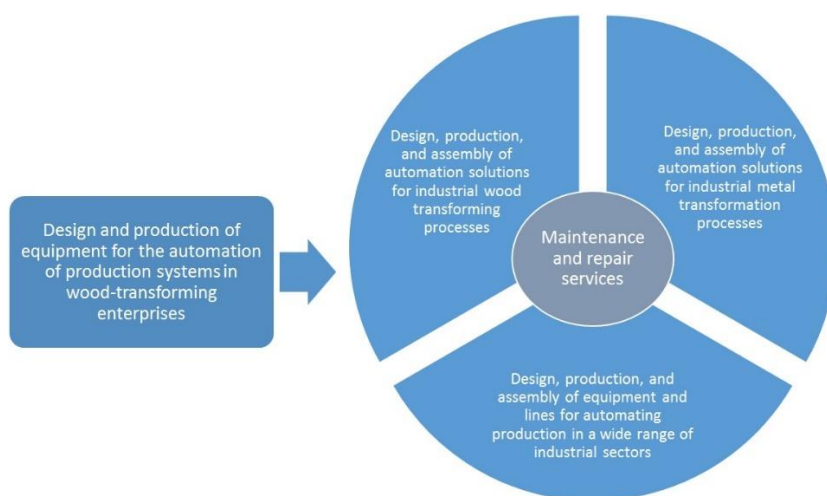 Design and production of
equipment for the automation
of production systems in
wood-transforming
enterprises
Design, production,
and assembly of
automation solutions
for industrial wood
transforming
processes
Design, production,
and assembly of
automation solutions
for industrial metal
transformation
processes
Maintenance
and repair
services
Design, production, and
assembly of equipment and
lines for automating
production in a wide range of
industrial sectors